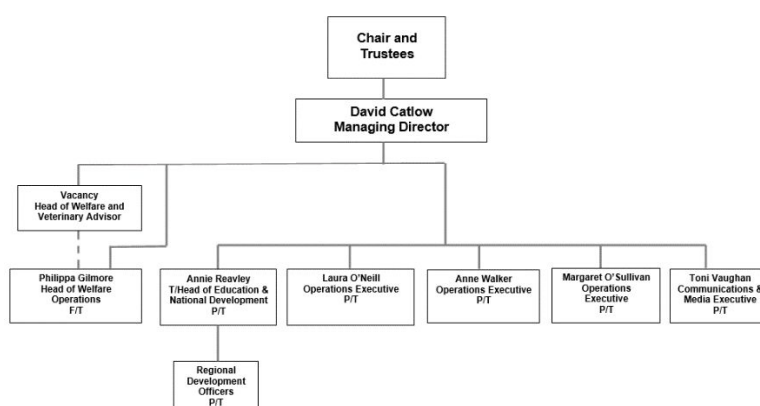 Chair and
Trustees
David Catlow
Managing Director
Vacancy
Head of Welfare and
Veterinary Advisor
Philippa Gilmore
Head of Welfare
Operations
F/T
Annie Reavley
T/Head of Education &
National Development
P/T
Laura O'Neill
Operations Executive
P/T
Anne Walker
Operations Executive
P/T
Margaret O'Sullivan
Operations
Executive
P/T
Toni Vaughan
Communications &
Media Executive
P/T
Regional
Development
Officers
P/T